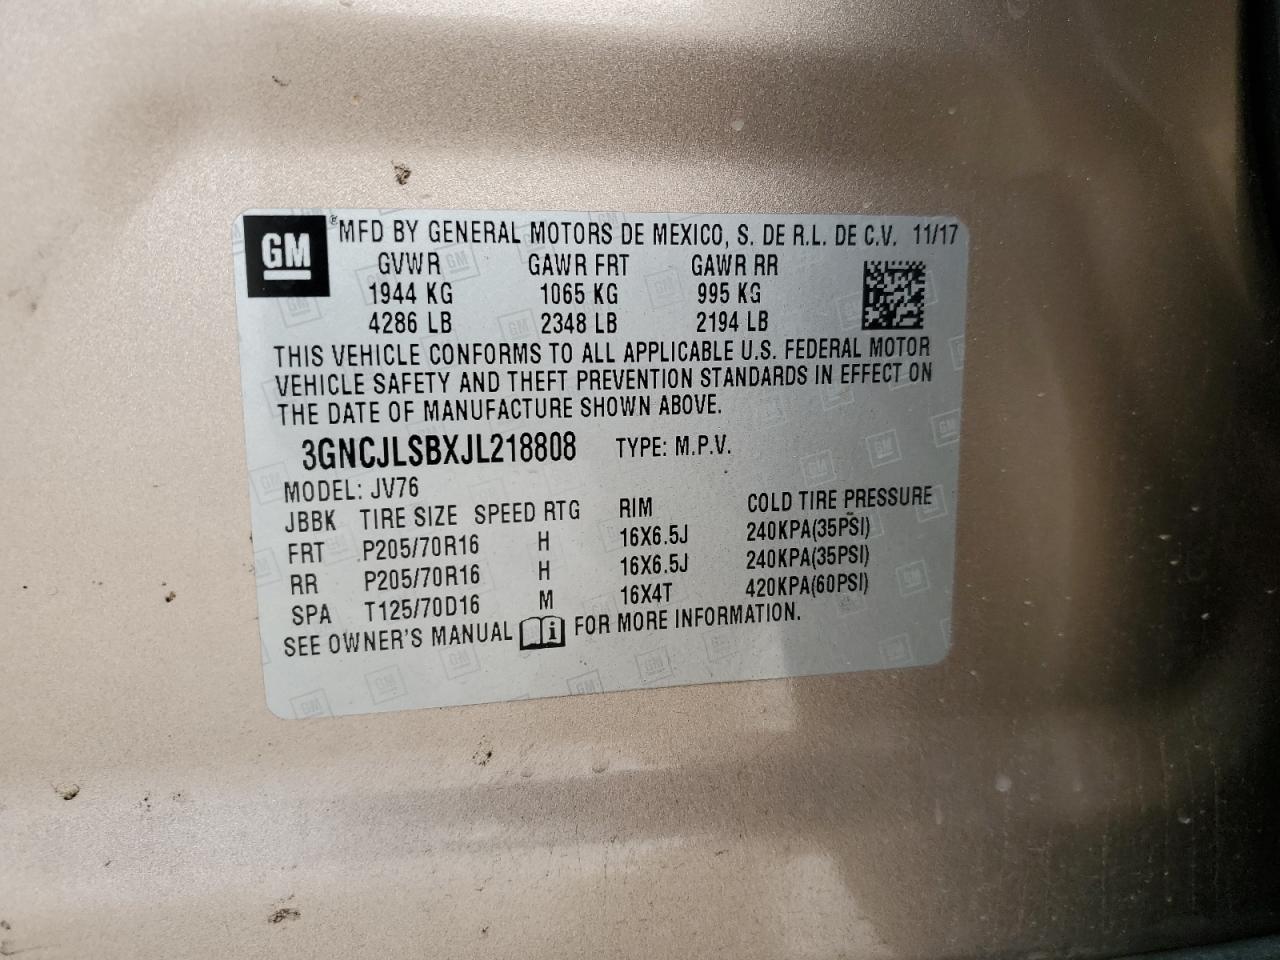 GM ® MFD BY GENERAL MOTORS DE MEXICO, S. DE R.L. DE C.V. 11/17
GVWR GAWR FRT GAWR RR
1944 KG 1065 KG 995 KG
4286 LB 2348 LB 2194 LB
THIS VEHICLE CONFORMS TO ALL APPLICABLE U.S. FEDERAL MOTOR
VEHICLE SAFETY AND THEFT PREVENTION STANDARDS IN EFFECT ON
THE DATE OF MANUFACTURE SHOWN ABOVE.
3GNCJLSBXJL218808 TYPE: M.P.V.
MODEL: JV76
JBBK TIRE SIZE SPEED RTG RIM COLD TIRE PRESSURE
FRT P205/70R16 H 16X6.5J 240KPA(35PSI)
RR P205/70R16 H 16X6.5J 240KPA(35PSI)
SPA T125/70D16 M 16X4T 420KPA(60PSI)
SEE OWNER'S MANUAL i FOR MORE INFORMATION.